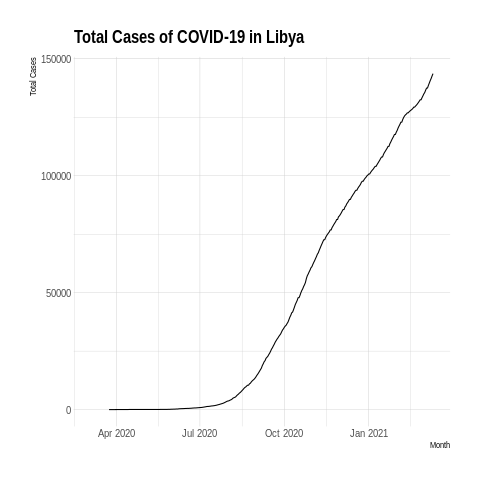 Total Cases of COVID-19 in Libya
Total Cases
150000
100000
50000
0
Apr 2020
Jul 2020
Oct 2020
Jan 2021
Month